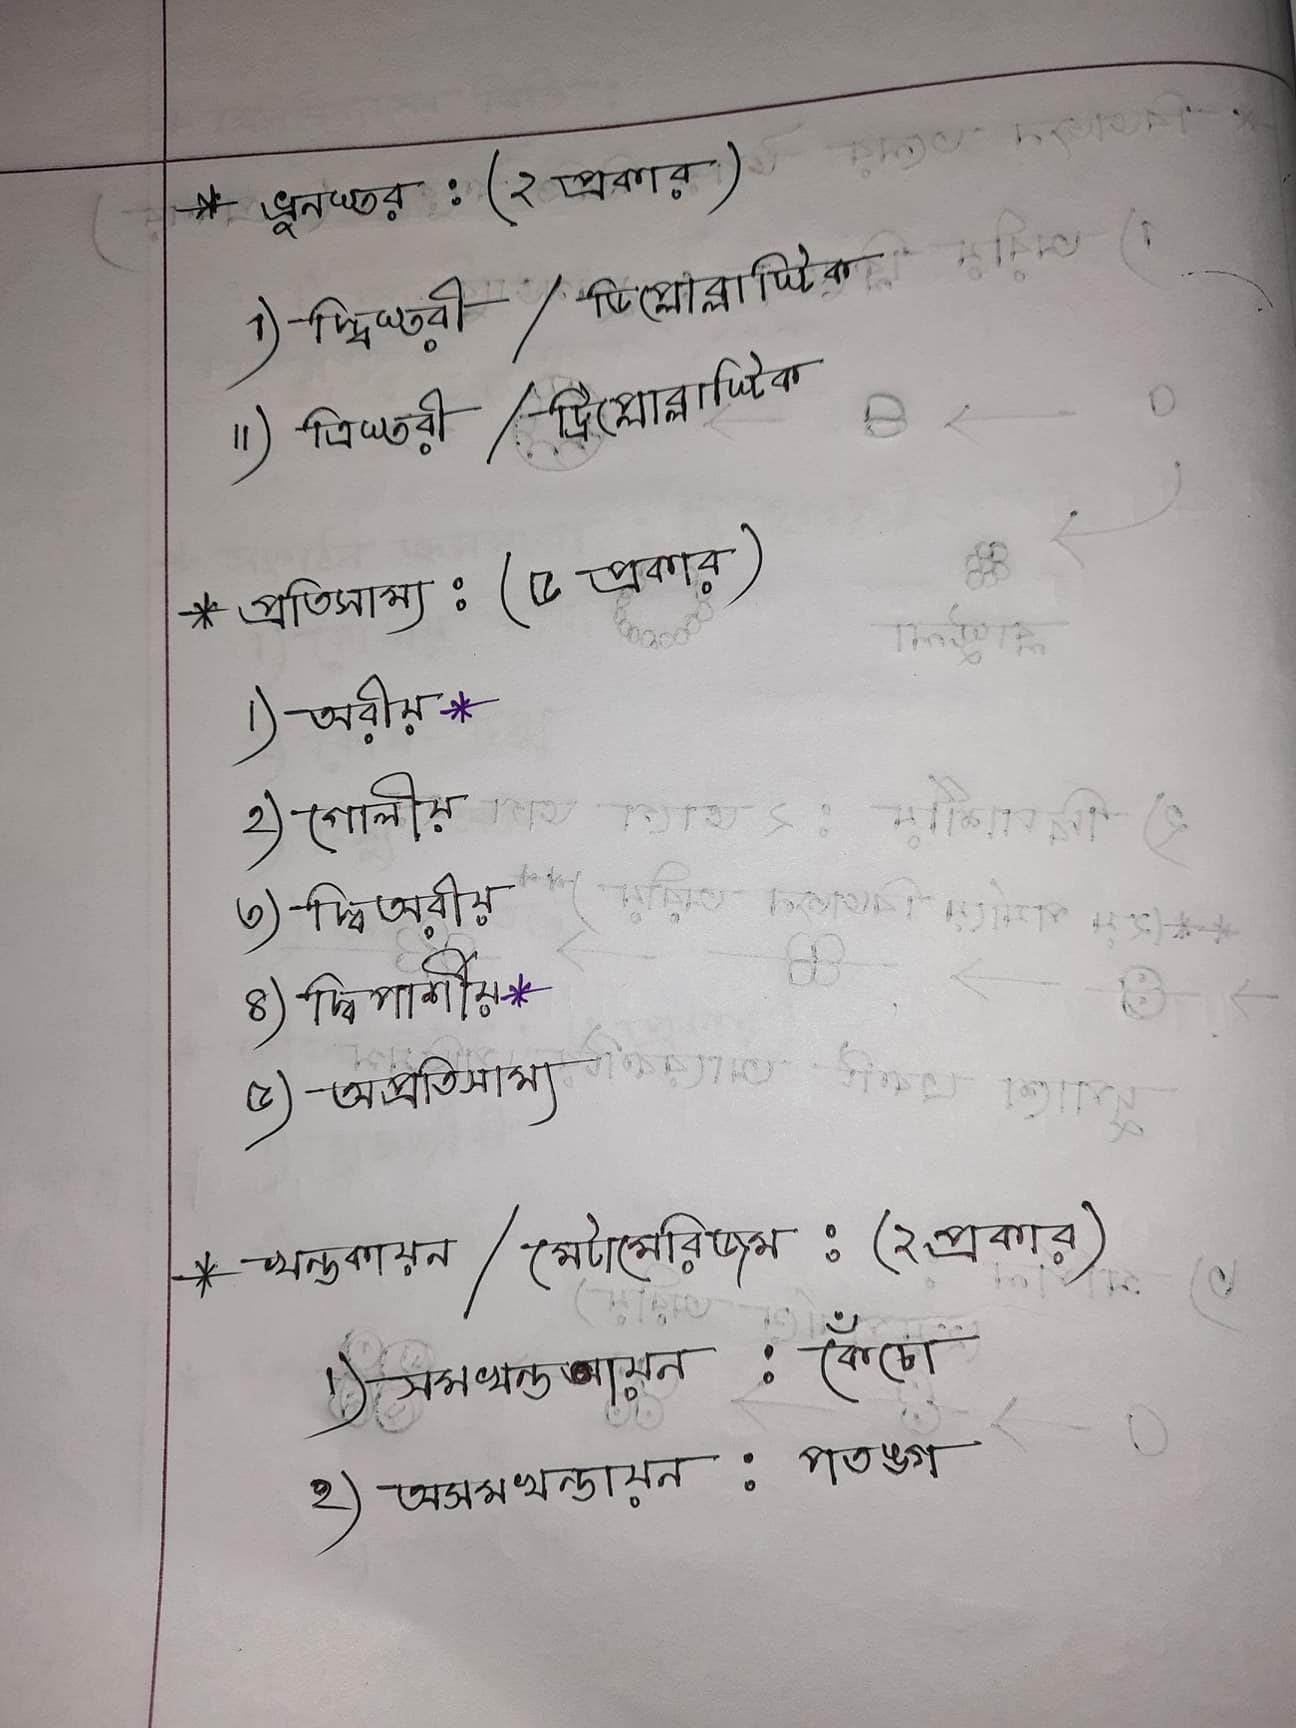 * ভ্রুনস্তর : (২ প্রকার)
i) দ্বিস্তরী / ডিপ্লোব্লাস্টিক
ii) ত্রিস্তরী / ট্রিপ্লোব্লাস্টিক
* প্রতিসাম্য : (৫ প্রকার)
১) অরীয় *
২) গোলীয়
৩) দ্বিঅরীয়
৪) দ্বিপার্শীয় *
৫) অপ্রতিসাম্য
* খন্ডকায়ন / মেটামেরিজম : (২ প্রকার)
১) সমখন্ডকায়ন : কেঁচো
২) অসমখন্ডায়ন : পতঙ্গ